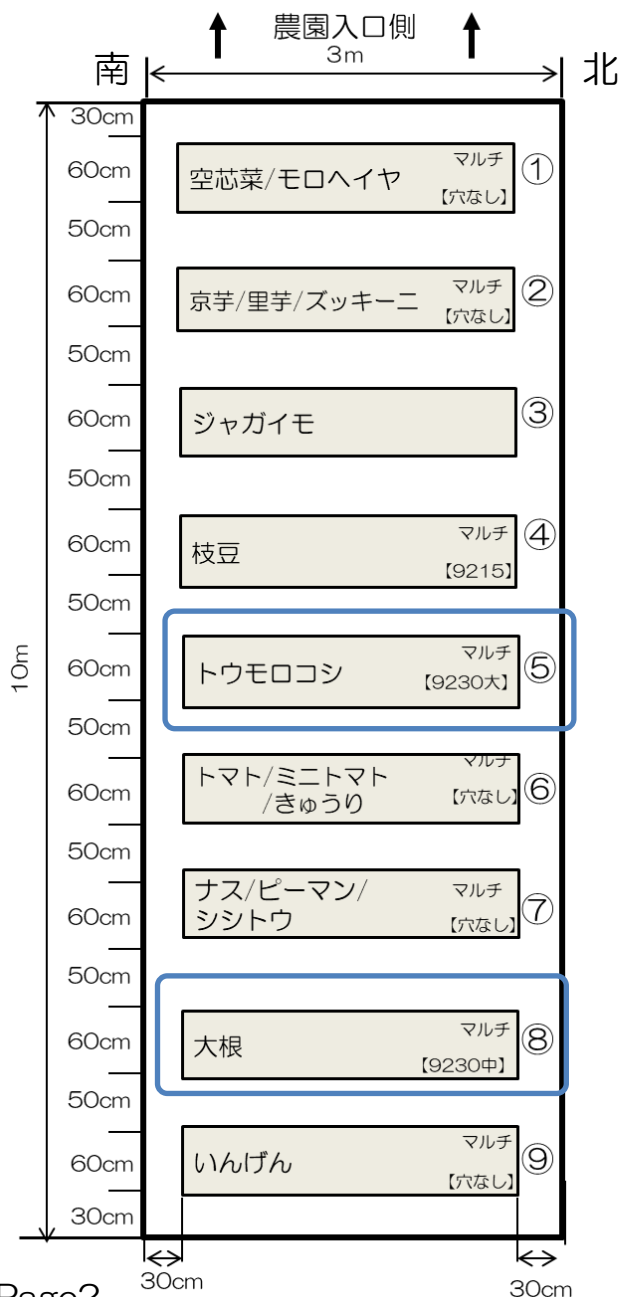 農園入口側
3m
南
北
30cm
60cm
空芯菜/モロヘイヤ
マルチ
【穴なし】
①
50cm
60cm
京芋/里芋/ズッキーニ
マルチ
【穴なし】
②
50cm
60cm
ジャガイモ
③
50cm
60cm
枝豆
マルチ
【9215】
④
50cm
10m
60cm
トウモロコシ
マルチ
【9230大】
⑤
50cm
60cm
トマト/ミニトマト
/きゅうり
マルチ
【穴なし】
⑥
50cm
60cm
ナス/ピーマン/
シシトウ
マルチ
【穴なし】
⑦
50cm
60cm
大根
マルチ
【9230中】
⑧
50cm
60cm
いんげん
マルチ
【穴なし】
⑨
30cm
30cm
30cm
Page2